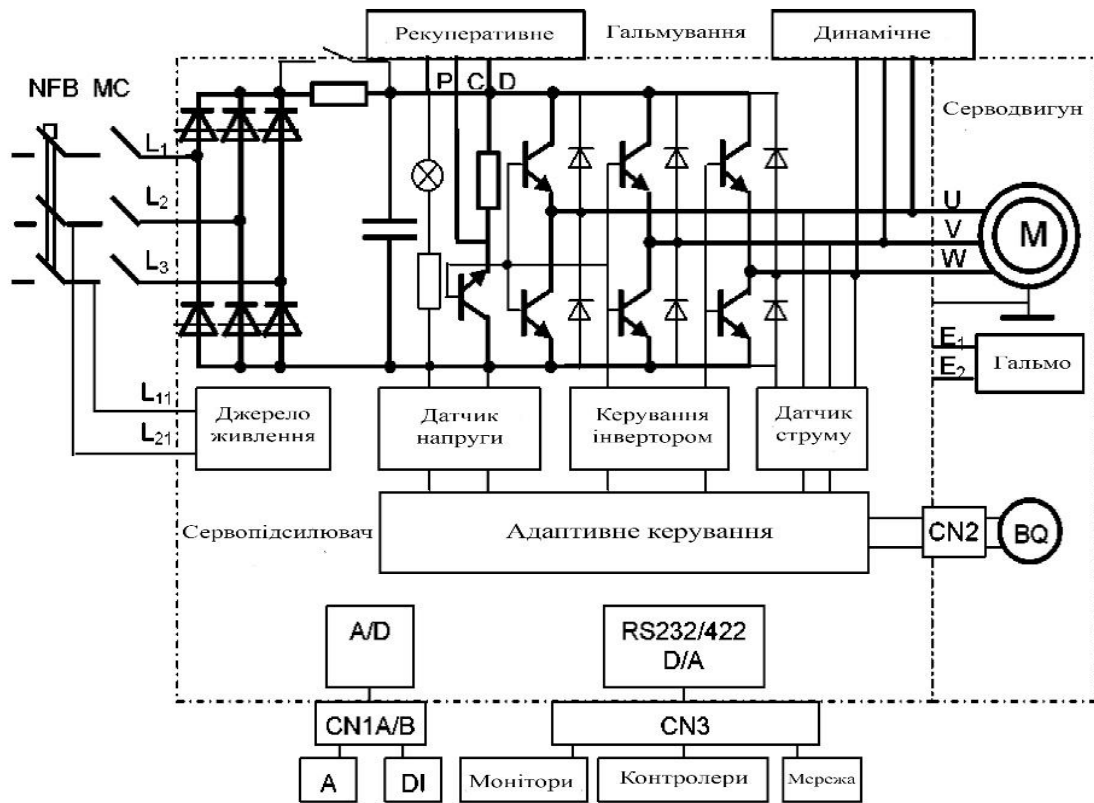 Рекуперативне
Гальмування
Динамічне
NFB MC
P C D
Серводвигун
L1
L2
L3
U
V
W
M
E1
E2
Гальмо
L11
L21
Джерело
живлення
Датчик
напруги
Керування
інвертором
Датчик
струму
Сервопідсилювач
Адаптивне керування
CN2
BQ
A/D
RS232/422
D/A
CN1A/B
CN3
A
DI
Монітори
Контролери
Мережа